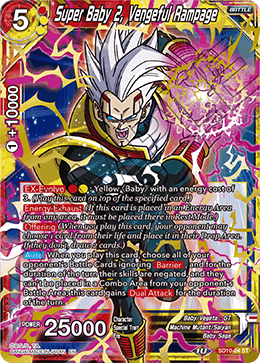 BATTLE
5
Super Baby 2, Vengeful Rampage
1 +10000
EX-Evolve : Yellow ‹Baby› with an energy cost of
3. (Play this card on top of the specified card.)
Energy-Exhaust (If this card is placed in an Energy Area
from any area, it must be placed there in Rest Mode.)
Offering (When you play this card, your opponent may
choose 1 card from their life and place it in their Drop Area.
If they don't, draw 2 cards.)
Auto When you play this card, choose all of your
opponent's Battle Cards ignoring Barrier and for the
duration of the turn their skills are negated, and they
can't be placed in a Combo Area from your opponent's
Battle Area; this card gains Dual Attack for the duration
of this turn.
POWER 25000
Character
Special Trait
Era
Baby Vegeta : GT
Machine Mutant/Saiyan
Baby Saga
BANDAI
SD10-04 ST